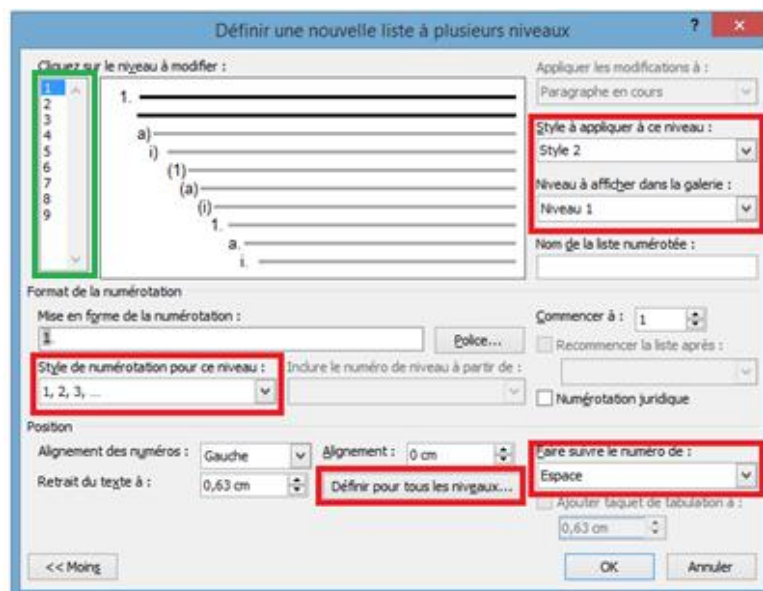 Définir une nouvelle liste à plusieurs niveaux
?
Cliquez sur le niveau à modifier :
1
2
3
4
5
6
7
8
9
1.
a)
i)
(1)
(a)
(i)
1.
a.
i.
Appliquer les modifications à :
Paragraphe en cours
Style à appliquer à ce niveau :
Style 2
Niveau à afficher dans la galerie :
Niveau 1
Nom de la liste numérotée :
Format de la numérotation
Mise en forme de la numérotation :
1.
Police...
Style de numérotation pour ce niveau :
1, 2, 3, ...
Inclure le numéro de niveau à partir de :
Commencer à :
1
Recommencer la liste après :
Numérotation juridique
Position
Alignement des numéros :
Gauche
Alignement :
0 cm
Retrait du texte à :
0,63 cm
Définir pour tous les niveaux...
Faire suivre le numéro de :
Espace
Ajouter taquet de tabulation à :
0,63 cm
<< Moins
OK
Annuler